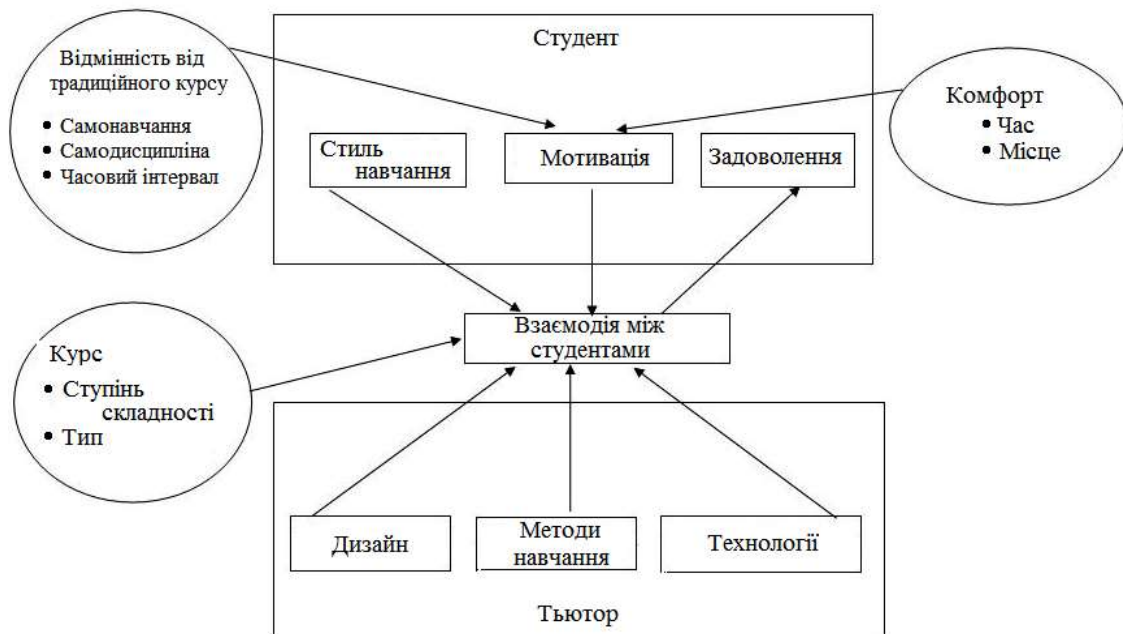 Студент
Відмінність від
традиційного курсу
• Самонавчання
• Самодисципліна
• Часовий інтервал
Комфорт
• Час
• Місце
Стиль
навчання
Мотивація
Задоволення
Взаємодія між
студентами
Курс
• Ступінь
складності
• Тип
Дизайн
Методи
навчання
Технології
Тьютор